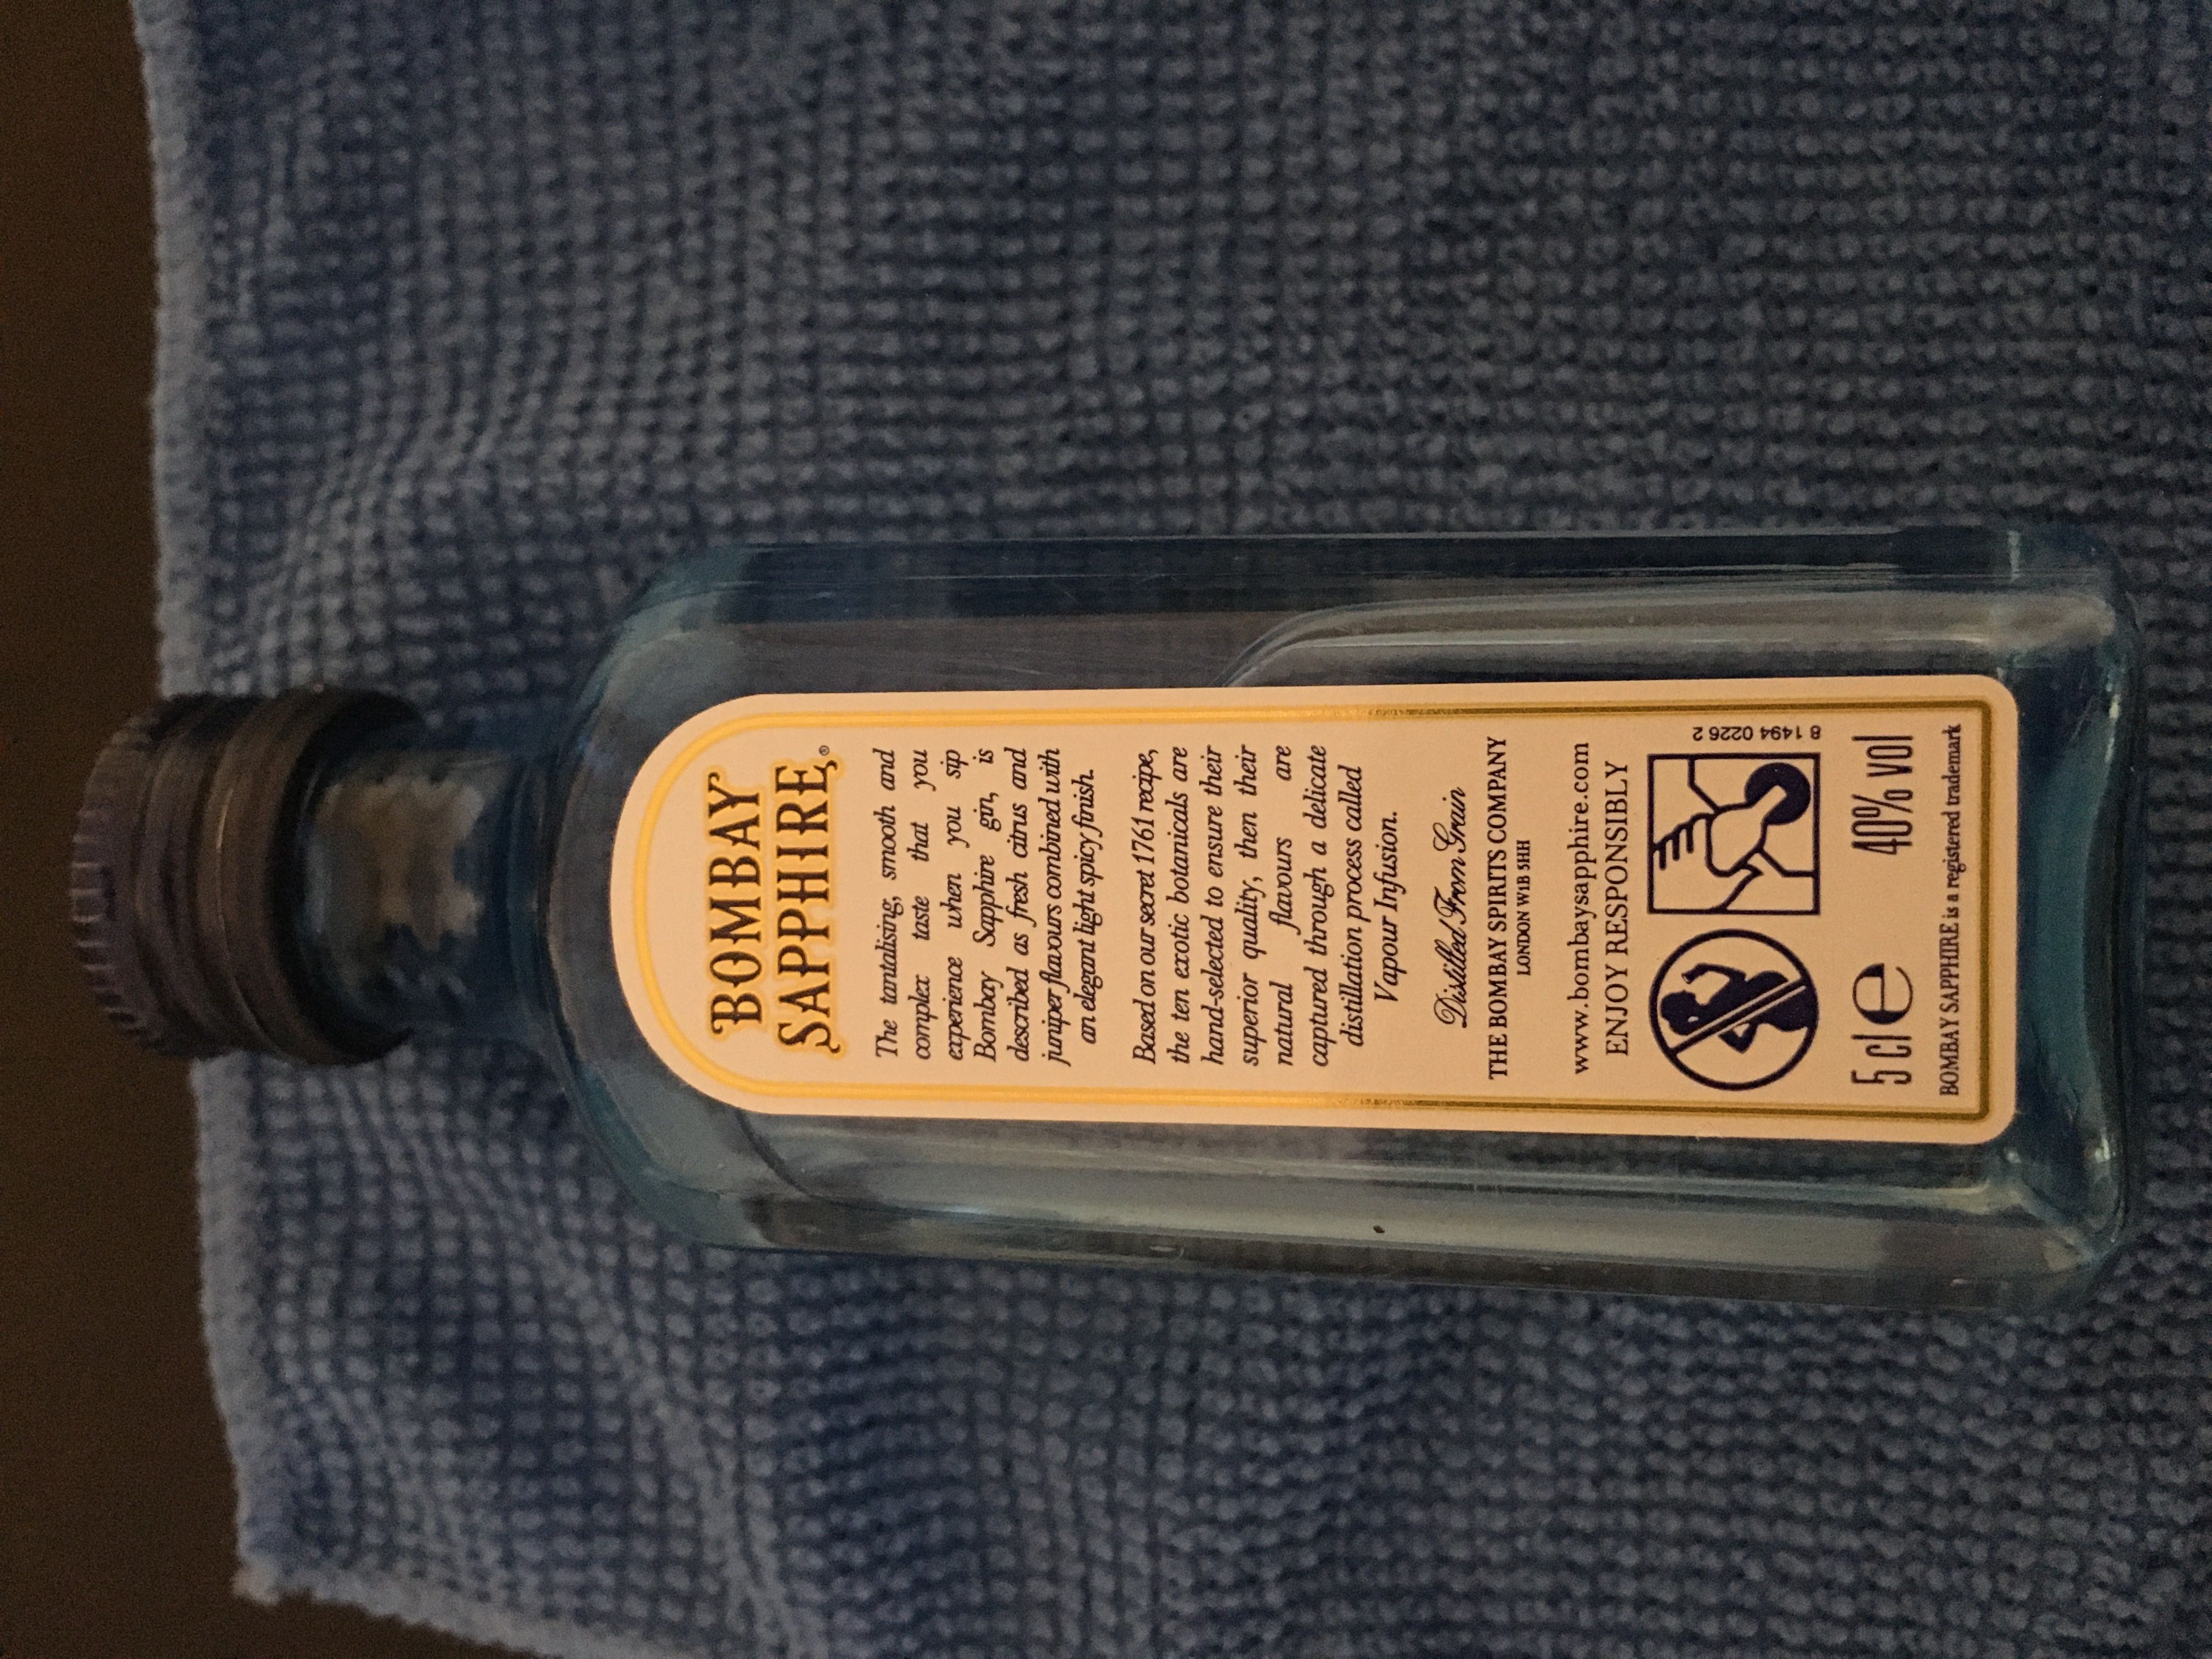 BOMBAY
SAPPHIRE®
The tantalising, smooth and
complex taste that you
experience when you sip
Bombay Sapphire gin, is
described as fresh citrus and
juniper flavours combined with
an elegant light spicy finish.
Based on our secret 1761 recipe,
the ten exotic botanicals are
hand-selected to ensure their
superior quality, then their
natural flavours are
captured through a delicate
distillation process called
Vapour Infusion.
Distilled From Grain
THE BOMBAY SPIRITS COMPANY
LONDON W1B 5HH
www.bombaysapphire.com
ENJOY RESPONSIBLY
8 1494 0226 2
5 cl e 40% vol
BOMBAY SAPPHIRE is a registered trademark